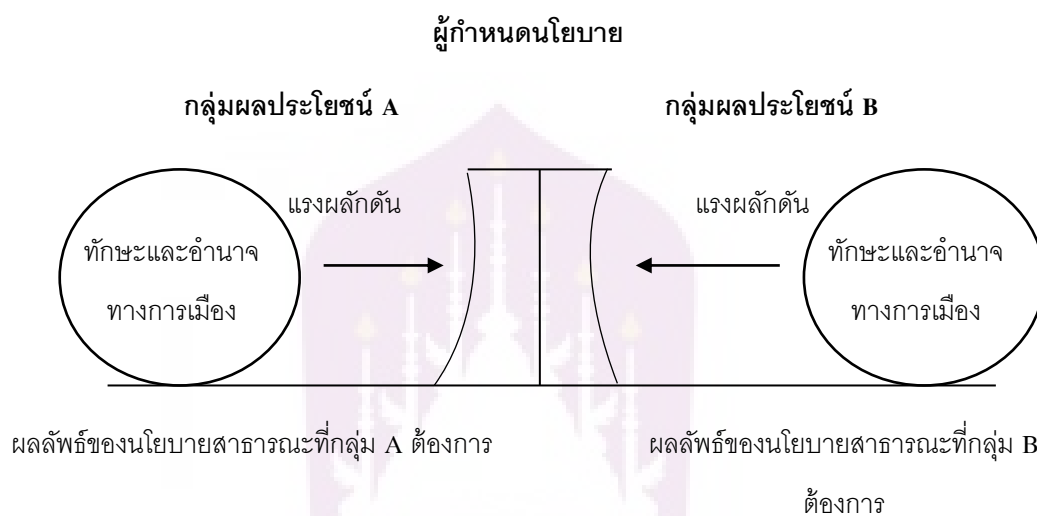 ผู้กำหนดนโยบาย
กลุ่มผลประโยชน์ A
กลุ่มผลประโยชน์ B
แรงผลักดัน
แรงผลักดัน
ทักษะและอำนาจ
ทางการเมือง
ทักษะและอำนาจ
ทางการเมือง
ผลลัพธ์ของนโยบายสาธารณะที่กลุ่ม A ต้องการ
ผลลัพธ์ของนโยบายสาธารณะที่กลุ่ม B
ต้องการ